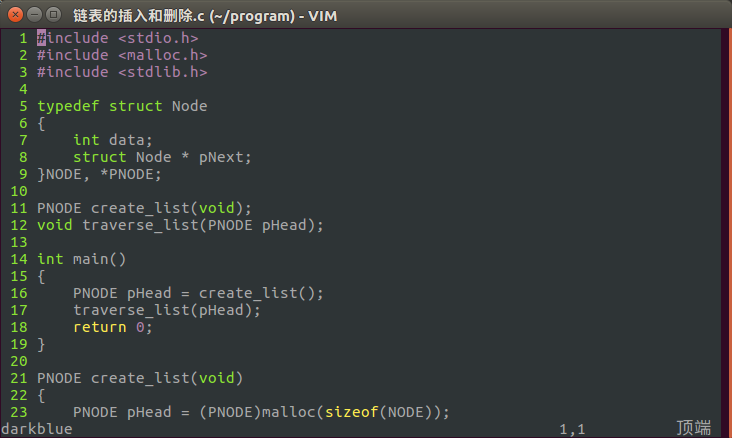 链表的插入和删除.c (~/program) - VIM
1 #include <stdio.h>
2 #include <malloc.h>
3 #include <stdlib.h>
4
5 typedef struct Node
6 {
7     int data;
8     struct Node * pNext;
9 }NODE, *PNODE;
10
11 PNODE create_list(void);
12 void traverse_list(PNODE pHead);
13
14 int main()
15 {
16     PNODE pHead = create_list();
17     traverse_list(pHead);
18     return 0;
19 }
20
21 PNODE create_list(void)
22 {
23     PNODE pHead = (PNODE)malloc(sizeof(NODE));
darkblue 1,1 顶端